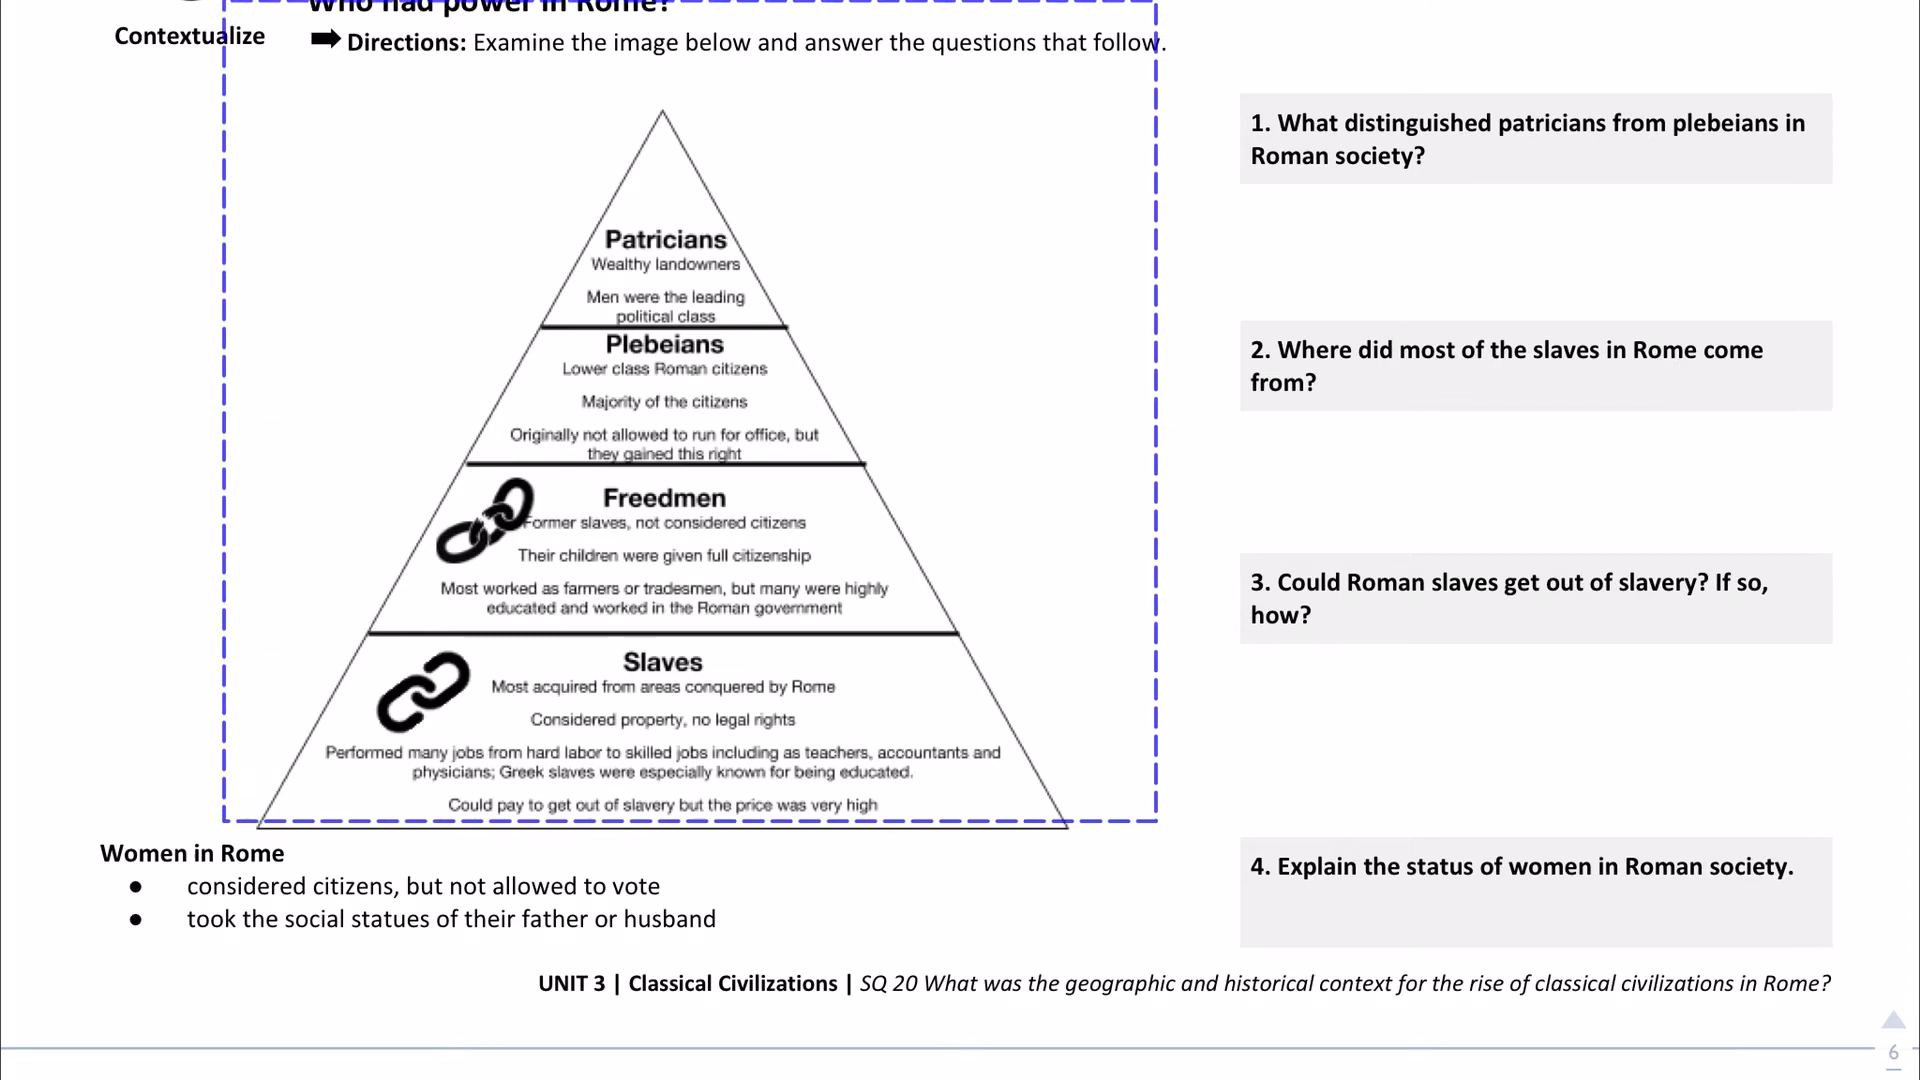 Who had power in Rome?
Contextualize
Directions: Examine the image below and answer the questions that follow.
Patricians
Wealthy landowners
Men were the leading
political class
Plebeians
Lower class Roman citizens
Majority of the citizens
Originally not allowed to run for office, but
they gained this right
Freedmen
Former slaves, not considered citizens
Their children were given full citizenship
Most worked as farmers or tradesmen, but many were highly
educated and worked in the Roman government
Slaves
Most acquired from areas conquered by Rome
Considered property, no legal rights
Performed many jobs from hard labor to skilled jobs including as teachers, accountants and
physicians; Greek slaves were especially known for being educated.
Could pay to get out of slavery but the price was very high
Women in Rome
● considered citizens, but not allowed to vote
● took the social statues of their father or husband
1. What distinguished patricians from plebeians in
Roman society?
2. Where did most of the slaves in Rome come
from?
3. Could Roman slaves get out of slavery? If so,
how?
4. Explain the status of women in Roman society.
UNIT 3 | Classical Civilizations | SQ 20 What was the geographic and historical context for the rise of classical civilizations in Rome?
6